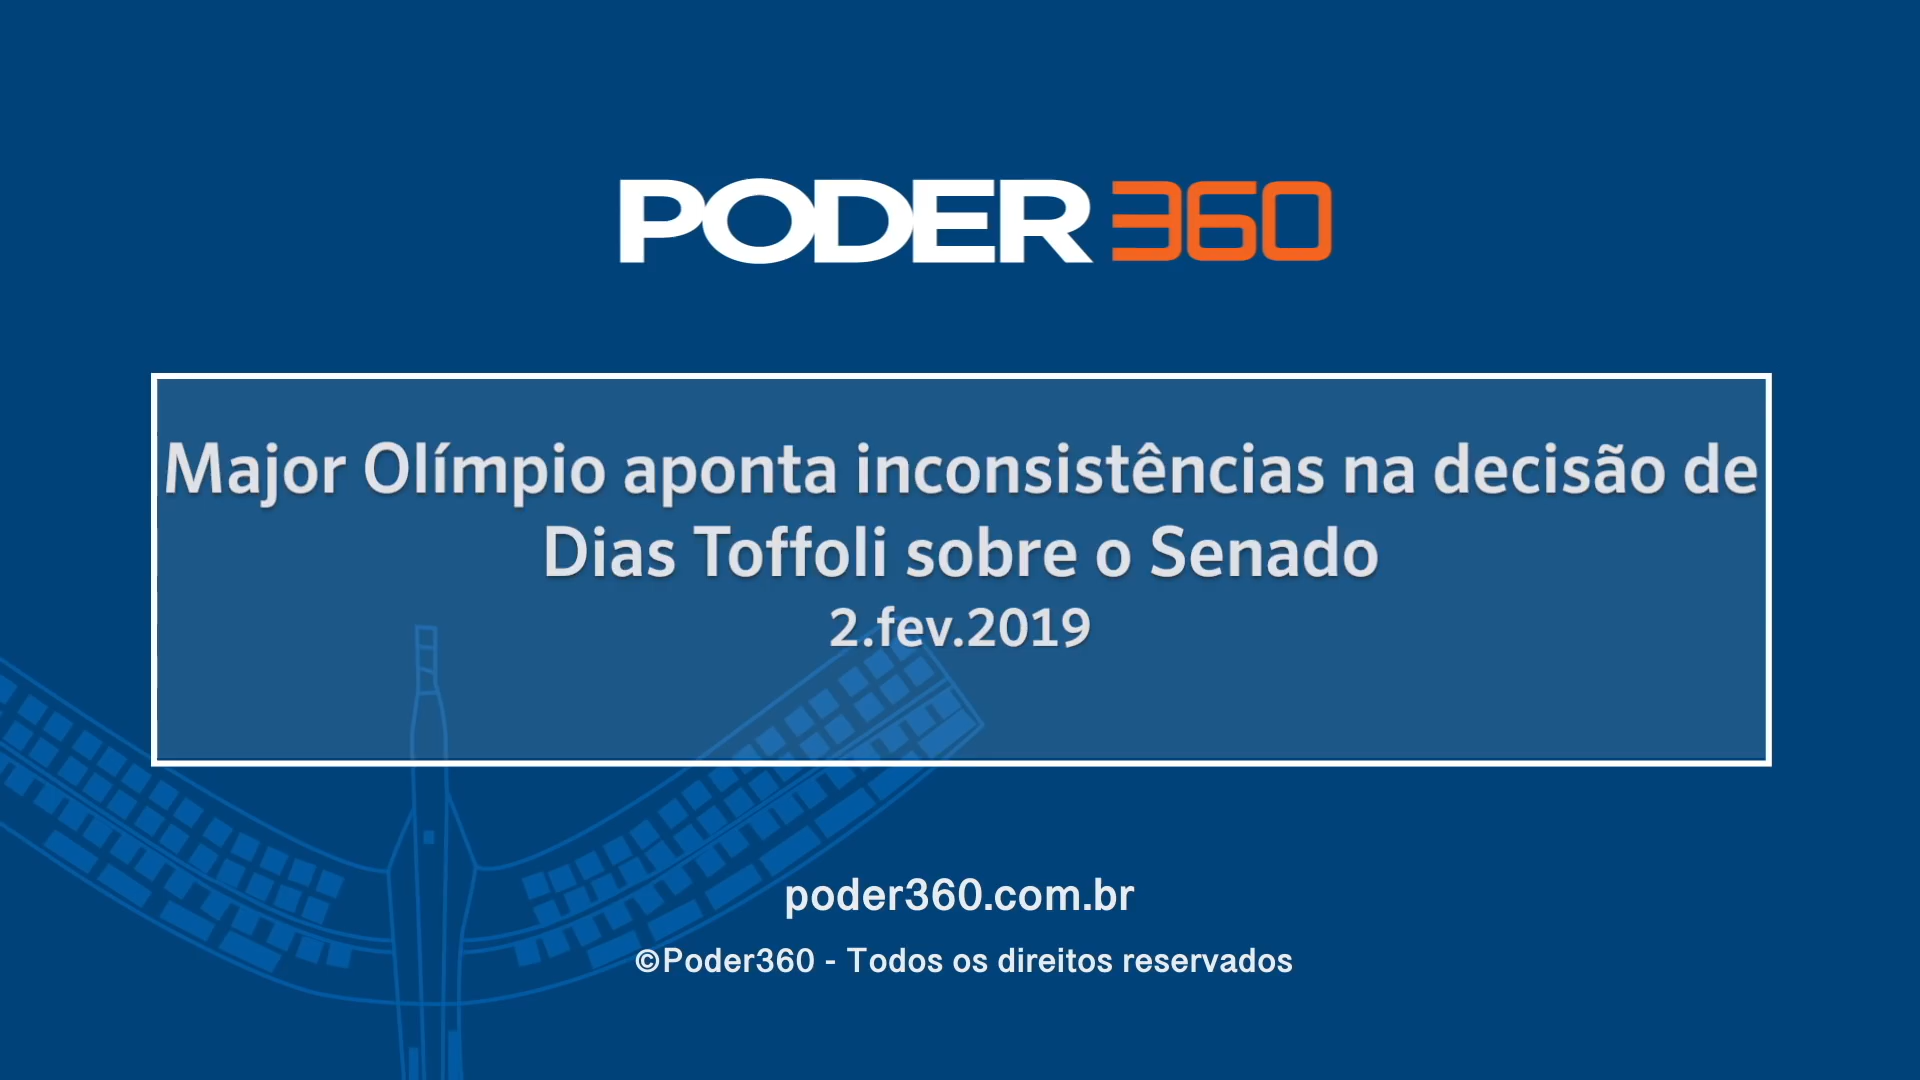 PODER 360
Major Olímpio aponta inconsistências na decisão de
Dias Toffoli sobre o Senado
2.fev.2019
poder360.com.br
©Poder360 - Todos os direitos reservados